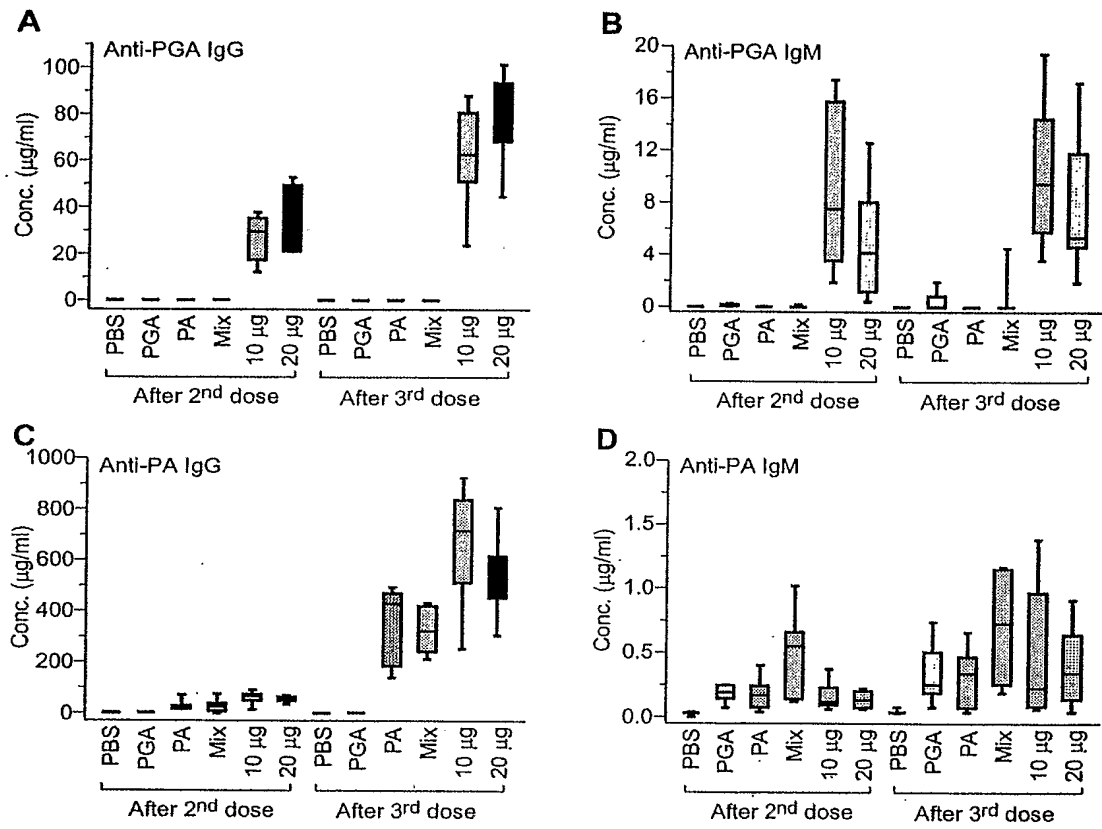 A
Anti-PGA IgG
Conc. (µg/ml)
100
80
60
40
20
0
PBS
PGA
PA
Mix
10 µg
20 µg
PBS
PGA
PA
Mix
10 µg
20 µg
After 2nd dose
After 3rd dose
B
Anti-PGA IgM
Conc. (µg/ml)
20
16
12
8
4
0
PBS
PGA
PA
Mix
10 µg
20 µg
PBS
PGA
PA
Mix
10 µg
20 µg
After 2nd dose
After 3rd dose
C
Anti-PA IgG
Conc. (µg/ml)
1000
800
600
400
200
0
PBS
PGA
PA
Mix
10 µg
20 µg
PBS
PGA
PA
Mix
10 µg
20 µg
After 2nd dose
After 3rd dose
D
Anti-PA IgM
Conc. (µg/ml)
2.0
1.5
1.0
0.5
0.0
PBS
PGA
PA
Mix
10 µg
20 µg
PBS
PGA
PA
Mix
10 µg
20 µg
After 2nd dose
After 3rd dose